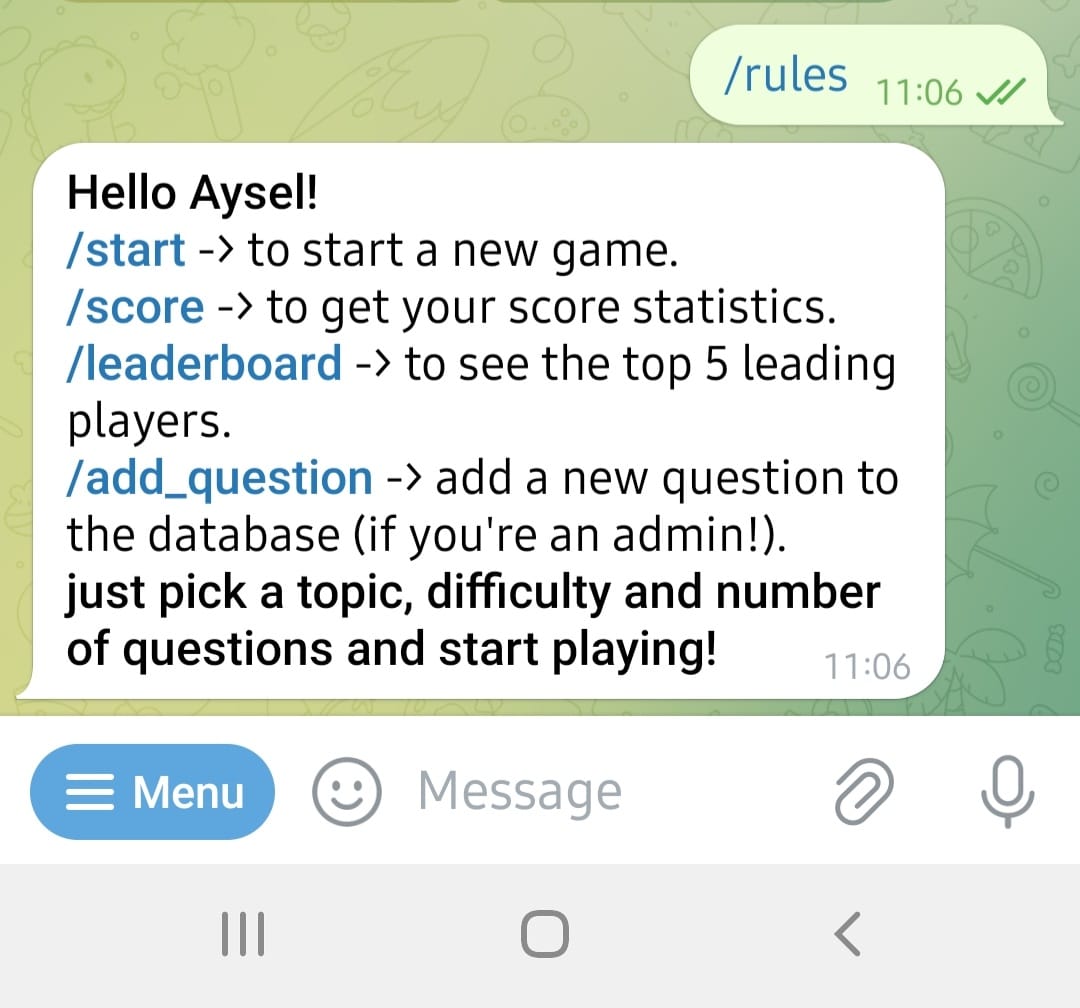 /rules 11:06
Hello Aysel!
/start -> to start a new game.
/score -> to get your score statistics.
/leaderboard -> to see the top 5 leading
players.
/add_question -> add a new question to
the database (if you're an admin!).
just pick a topic, difficulty and number
of questions and start playing!
11:06
Menu Message